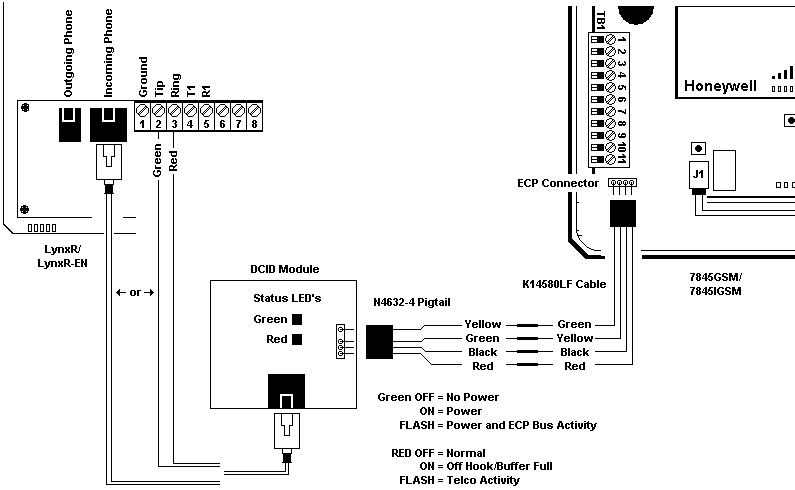 Outgoing Phone
Incoming Phone
Ground
Tip
Ring
T1
R1
1 2 3 4 5 6 7 8
Green
Red
LynxR/
LynxR-EN
← or →
TB1
1
2
3
4
5
6
7
8
9
10
11
Honeywell
J1
ECP Connector
K14580LF Cable
7845GSM/
7845IGSM
DCID Module
Status LED's
Green
Red
N4632-4 Pigtail
Yellow Green
Green Yellow
Black Black
Red Red
Green OFF = No Power
ON = Power
FLASH = Power and ECP Bus Activity
RED OFF = Normal
ON = Off Hook/Buffer Full
FLASH = Telco Activity